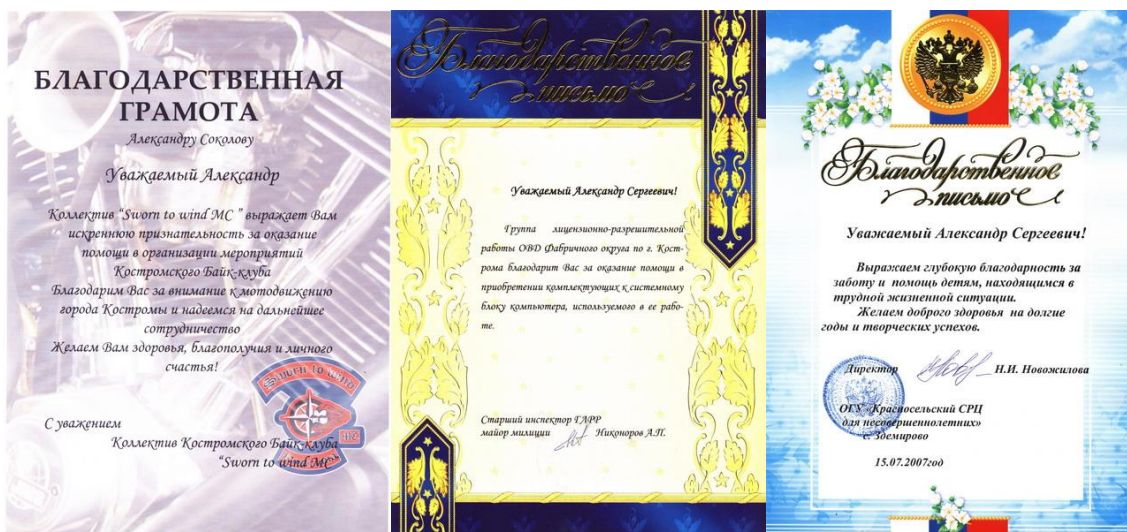 БЛАГОДАРСТВЕННАЯ
ГРАМОТА
Александру Соколову
Уважаемый Александр
Коллектив “Sworn to wind MC ” выражает Вам
искреннюю признательность за оказание
помощи в организации мероприятий
Костромского Байк-клуба
Благодарим Вас за внимание к мотодвижению
города Костромы и надеемся на дальнейшее
сотрудничество
Желаем Вам здоровья, благополучия и личного
счастья!
Sworn to wind
MC
С уважением
Коллектив Костромского Байк-клуба
“Sworn to wind MC”
Благодарственное
письмо
Уважаемый Александр Сергеевич!
Группа лицензионно-разрешительной
работы ОВД Фабричного округа по г. Кост-
рома благодарит Вас за оказание помощи в
приобретении комплектующих к системному
блоку компьютера, используемого в ее рабо-
те.
Старший инспектор ГЛРР
майор милиции Никоноров А.П.
Благодарственное
письмо
Уважаемый Александр Сергеевич!
Выражаем глубокую благодарность за
заботу и помощь детям, находящимся в
трудной жизненной ситуации.
Желаем доброго здоровья на долгие
годы и творческих успехов.
Директор Н.И. Новожилова
ОГУ «Красносельский СРЦ
для несовершеннолетних»
с. Здемирово
15.07.2007год